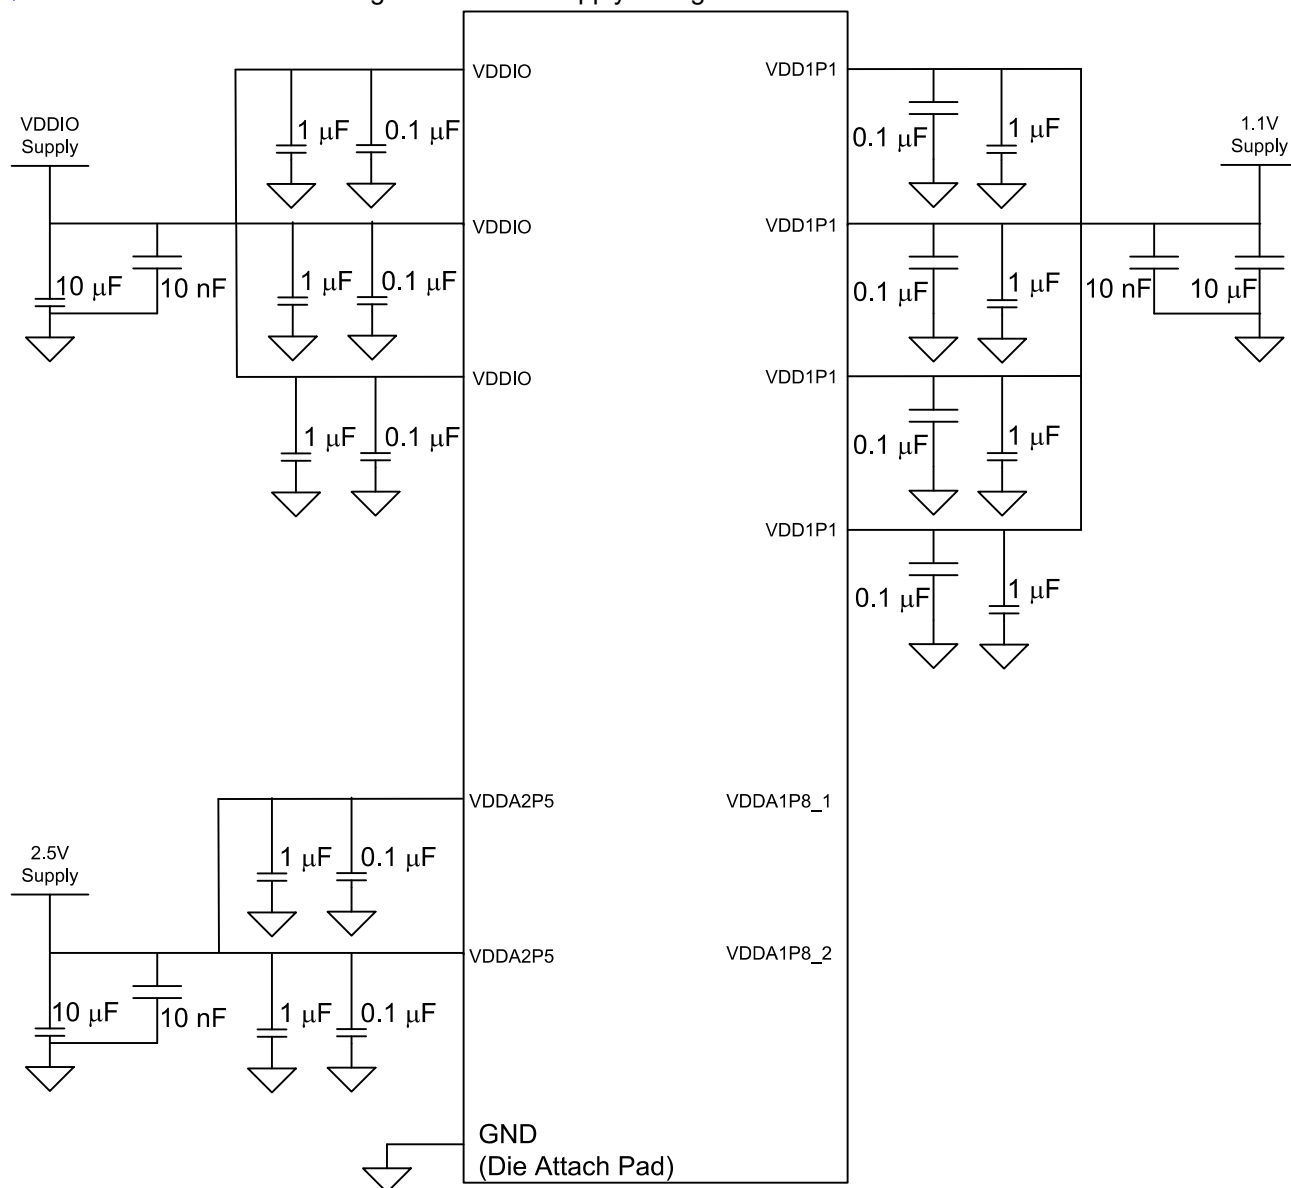 VDDIO
VDD1P1
1 µF
0.1 µF
0.1 µF
1 µF
VDDIO
Supply
1.1V
Supply
VDDIO
VDD1P1
10 µF
10 nF
1 µF
0.1 µF
0.1 µF
1 µF
10 nF
10 µF
VDDIO
VDD1P1
1 µF
0.1 µF
0.1 µF
1 µF
VDD1P1
0.1 µF
1 µF
VDDA2P5
VDDA1P8_1
2.5V
Supply
1 µF
0.1 µF
VDDA2P5
VDDA1P8_2
10 µF
10 nF
1 µF
0.1 µF
GND
(Die Attach Pad)